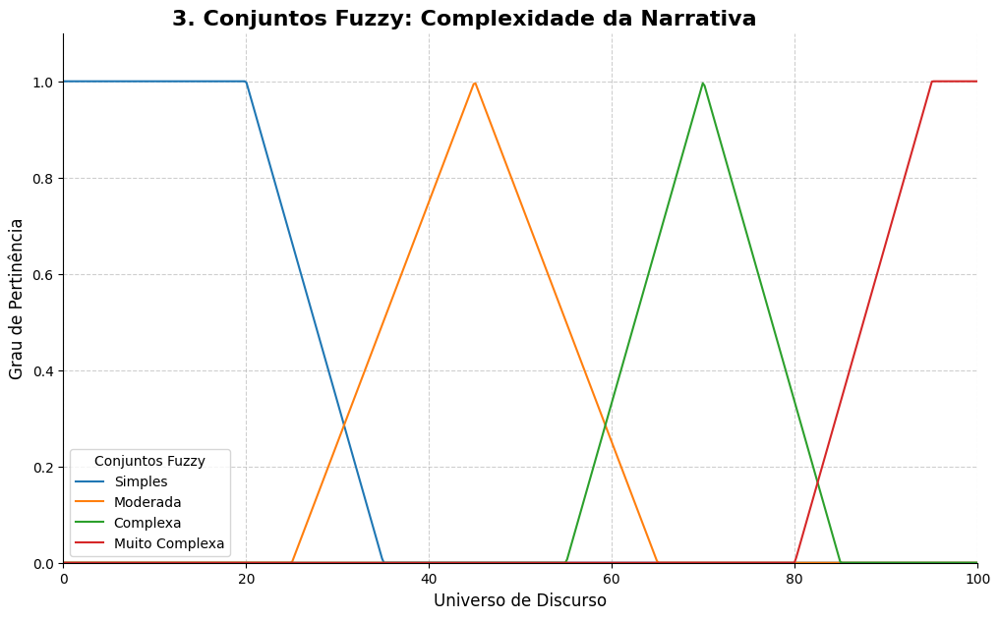 3. Conjuntos Fuzzy: Complexidade da Narrativa
Grau de Pertinência
1.0
0.8
0.6
0.4
0.2
0.0
Conjuntos Fuzzy
Simples
Moderada
Complexa
Muito Complexa
0 20 40 60 80 100
Universo de Discurso